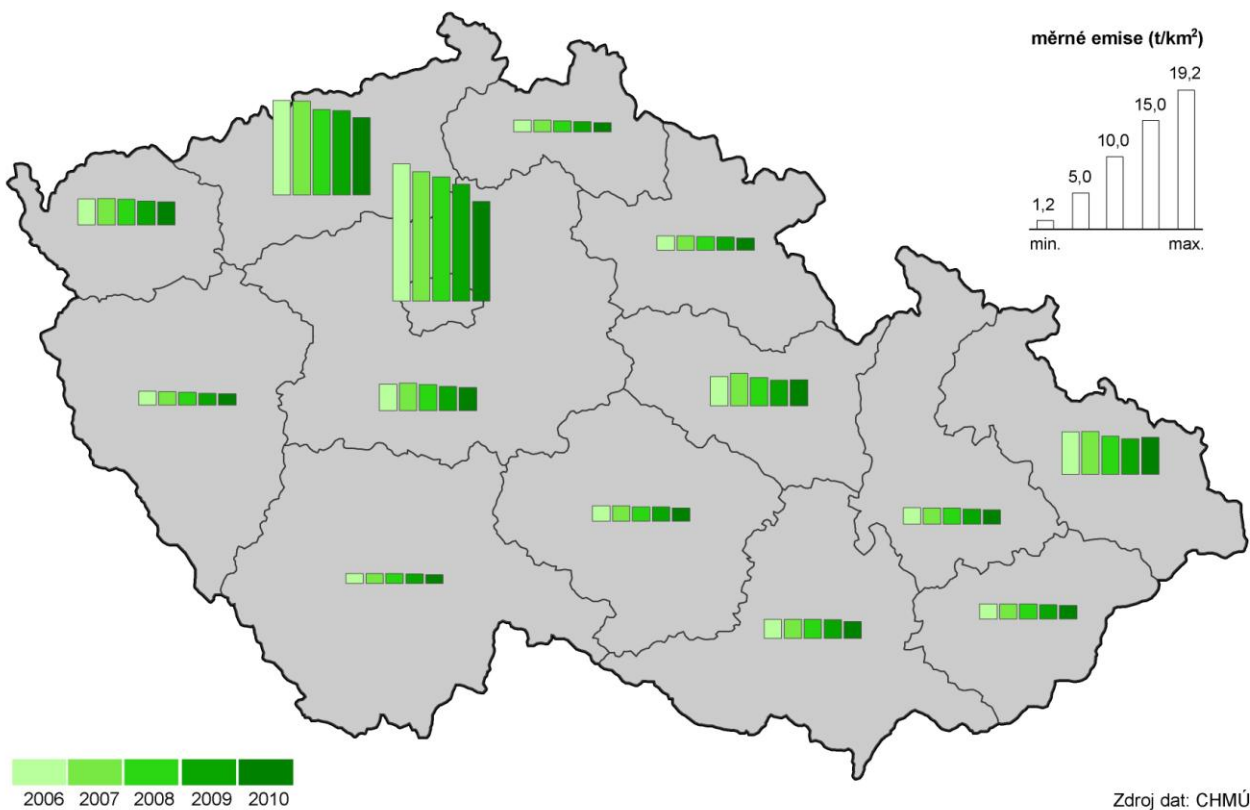 měrné emise (t/km²)
19,2
15,0
10,0
5,0
1,2
min.
max.
2006 2007 2008 2009 2010
Zdroj dat: CHMÚ